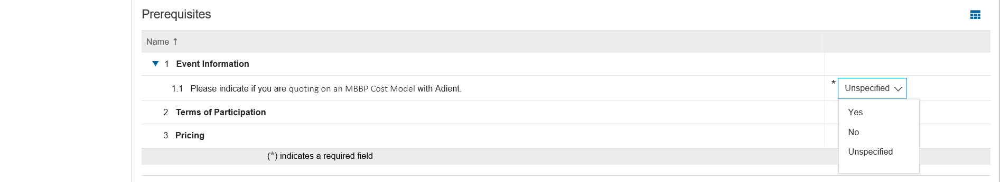 Prerequisites
Name ↑
▼ 1 Event Information
1.1 Please indicate if you are quoting on an MBBP Cost Model with Adient.
* Unspecified
Yes
No
Unspecified
2 Terms of Participation
3 Pricing
(*) indicates a required field